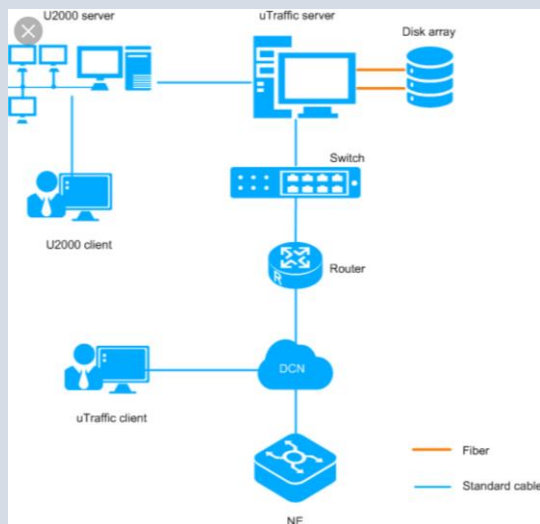 U2000 server
uTraffic server
Disk array
Switch
U2000 client
R
Router
DCN
uTraffic client
Fiber
Standard cable
NE